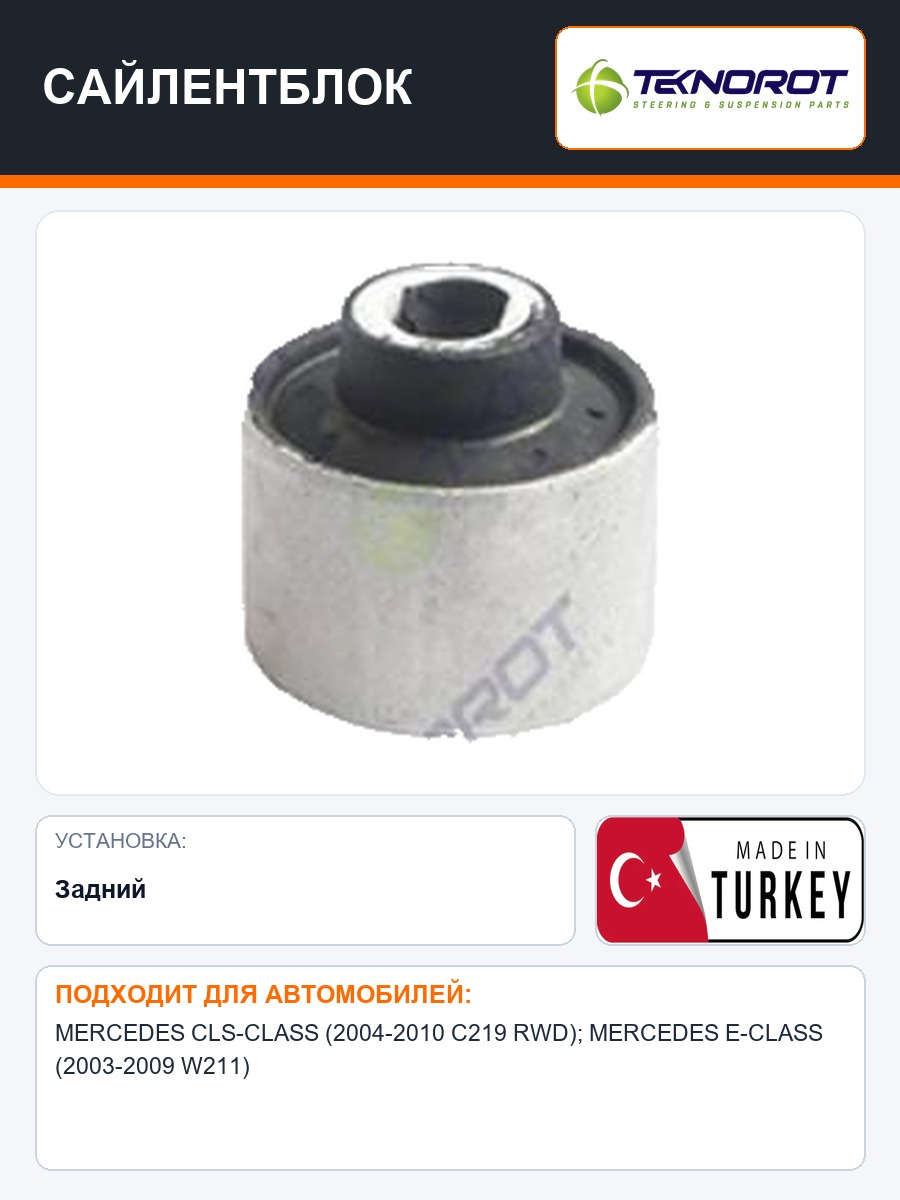 САЙЛЕНТБЛОК
TEKNOROT
STEERING & SUSPENSION PARTS
ROT
УСТАНОВКА:
Задний
MADE IN
TURKEY
ПОДХОДИТ ДЛЯ АВТОМОБИЛЕЙ:
MERCEDES CLS-CLASS (2004-2010 C219 RWD); MERCEDES E-CLASS
(2003-2009 W211)